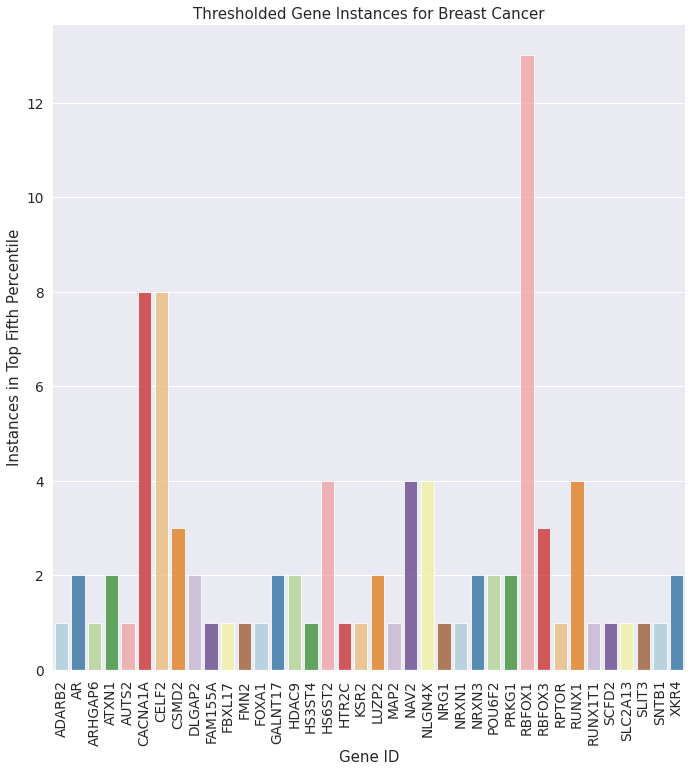 Thresholded Gene Instances for Breast Cancer
Instances in Top Fifth Percentile
12
10
8
6
4
2
0
ADARB2
AR
ARHGAP6
ATXN1
AUTS2
CACNA1A
CELF2
CSMD2
DLGAP2
FAM155A
FBXL17
FMN2
FOXA1
GALNT17
HDAC9
HS3ST4
HS6ST2
HTR2C
KSR2
LUZP2
MAP2
NAV2
NLGN4X
NRG1
NRXN1
NRXN3
POU6F2
PRKG1
RBFOX1
RBFOX3
RPTOR
RUNX1
RUNX1T1
SCFD2
SLC2A13
SLIT3
SNTB1
XKR4
Gene ID